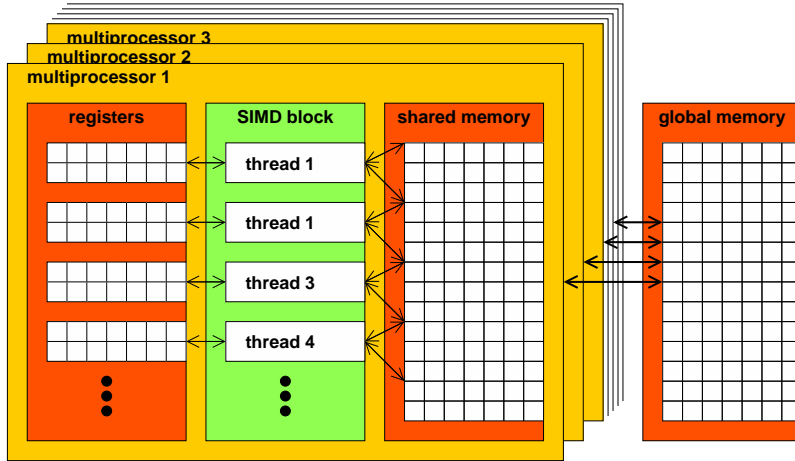 multiprocessor 3
multiprocessor 2
multiprocessor 1
registers
SIMD block
shared memory
global memory
thread 1
thread 1
thread 3
thread 4